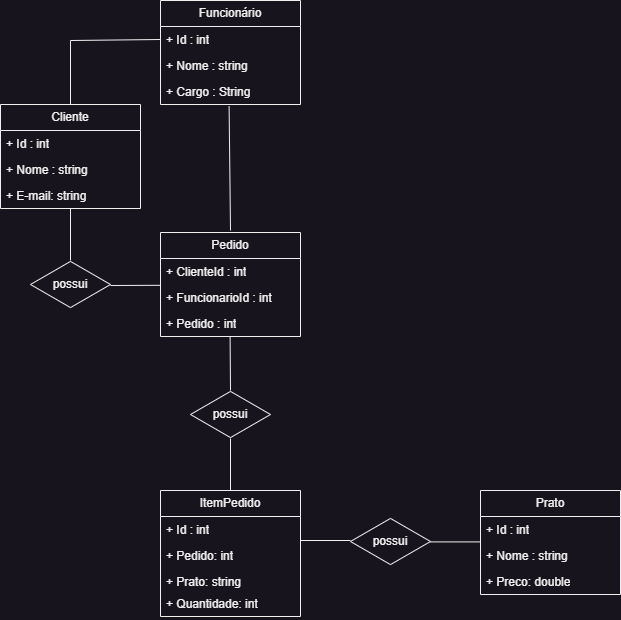 Funcionário
+ Id : int
+ Nome : string
+ Cargo : String
Cliente
+ Id : int
+ Nome : string
+ E-mail: string
possui
Pedido
+ ClienteId : int
+ FuncionarioId : int
+ Pedido : int
possui
ItemPedido
+ Id : int
+ Pedido: int
+ Prato: string
+ Quantidade: int
possui
Prato
+ Id : int
+ Nome : string
+ Preco: double